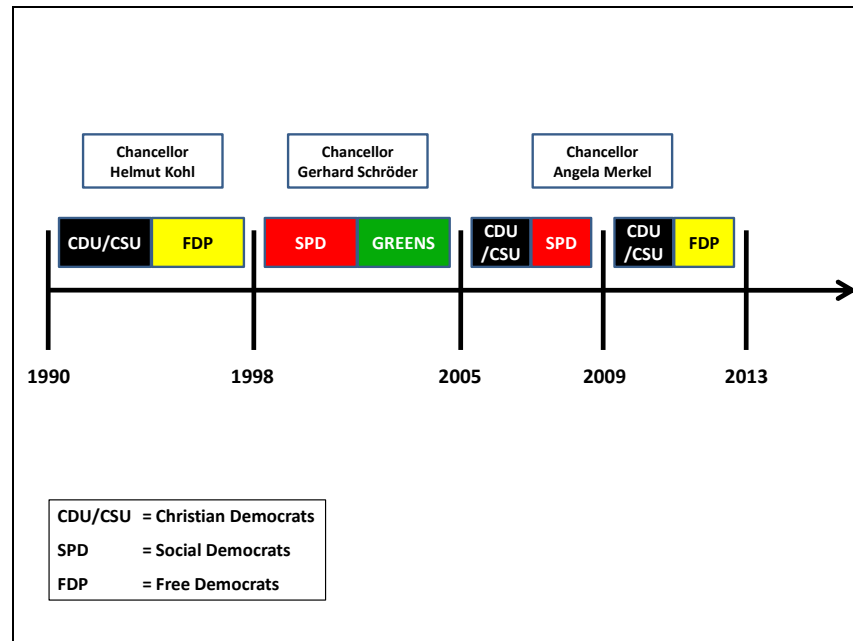 Chancellor
Helmut Kohl
Chancellor
Gerhard Schröder
Chancellor
Angela Merkel
CDU/CSU
FDP
SPD
GREENS
CDU
/CSU
SPD
CDU
/CSU
FDP
1990
1998
2005
2009
2013
CDU/CSU = Christian Democrats
SPD = Social Democrats
FDP = Free Democrats